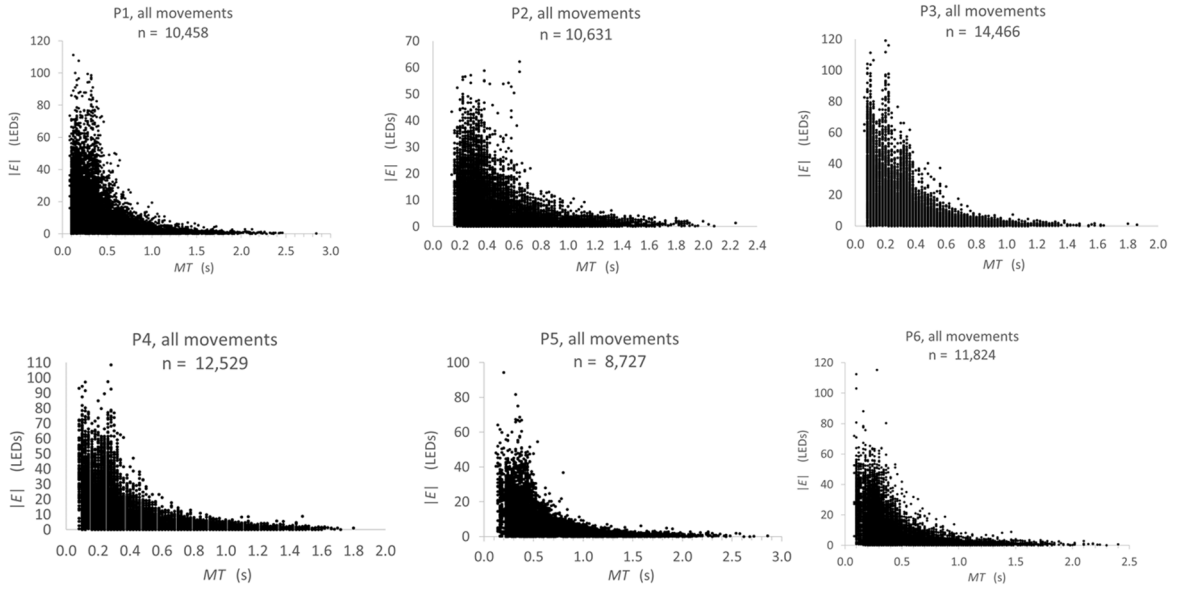 P1, all movements
n = 10,458
120
100
80
60
40
20
0
|E| (LEDs)
0.0 0.5 1.0 1.5 2.0 2.5 3.0
MT (s)
P2, all movements
n = 10,631
70
60
50
40
30
20
10
0
|E| (LEDs)
0.0 0.2 0.4 0.6 0.8 1.0 1.2 1.4 1.6 1.8 2.0 2.2 2.4
MT (s)
P3, all movements
n = 14,466
120
100
80
60
40
20
0
|E| (LEDs)
0.0 0.2 0.4 0.6 0.8 1.0 1.2 1.4 1.6 1.8 2.0
MT (s)
P4, all movements
n = 12,529
110
100
90
80
70
60
50
40
30
20
10
0
|E| (LEDs)
0.0 0.2 0.4 0.6 0.8 1.0 1.2 1.4 1.6 1.8 2.0
MT (s)
P5, all movements
n = 8,727
100
80
60
40
20
0
|E| (LEDs)
0.0 0.5 1.0 1.5 2.0 2.5 3.0
MT (s)
P6, all movements
n = 11,824
120
100
80
60
40
20
0
|E| (LEDs)
0.0 0.5 1.0 1.5 2.0 2.5
MT (s)